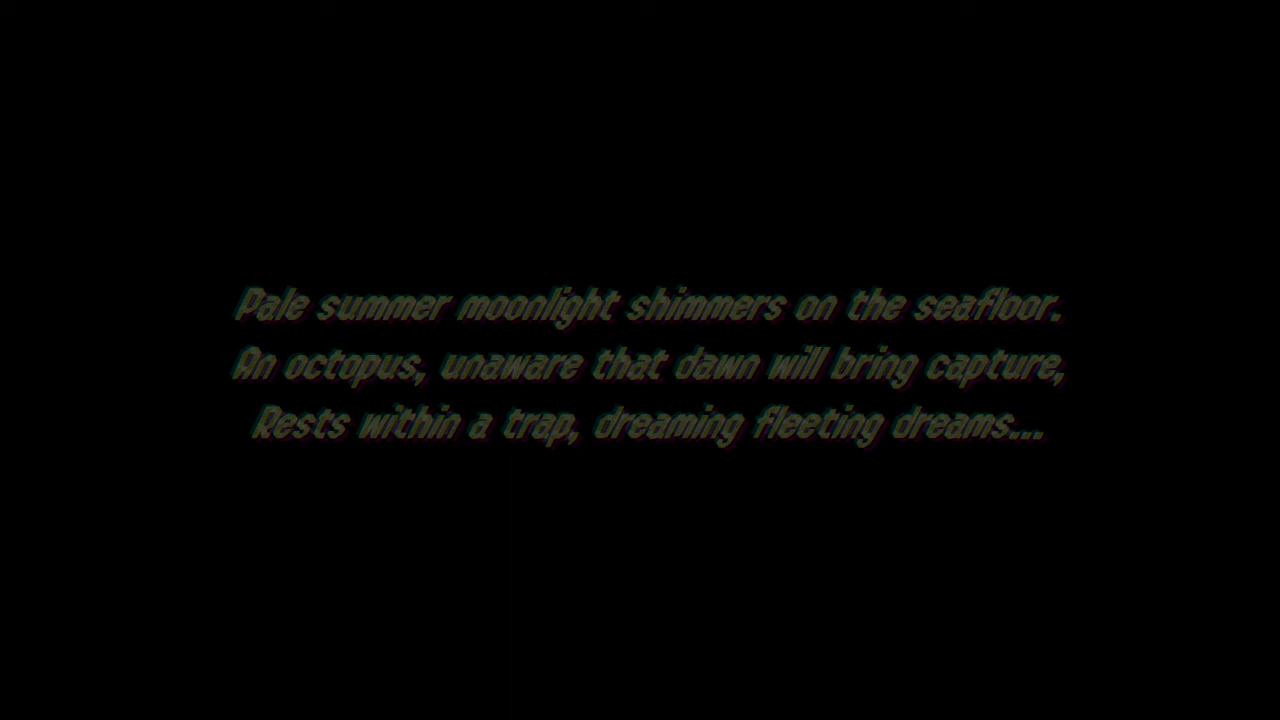 Pale summer moonlight shimmers on the seafloor.
An octopus, unaware that dawn will bring capture,
Rests within a trap, dreaming fleeting dreams...